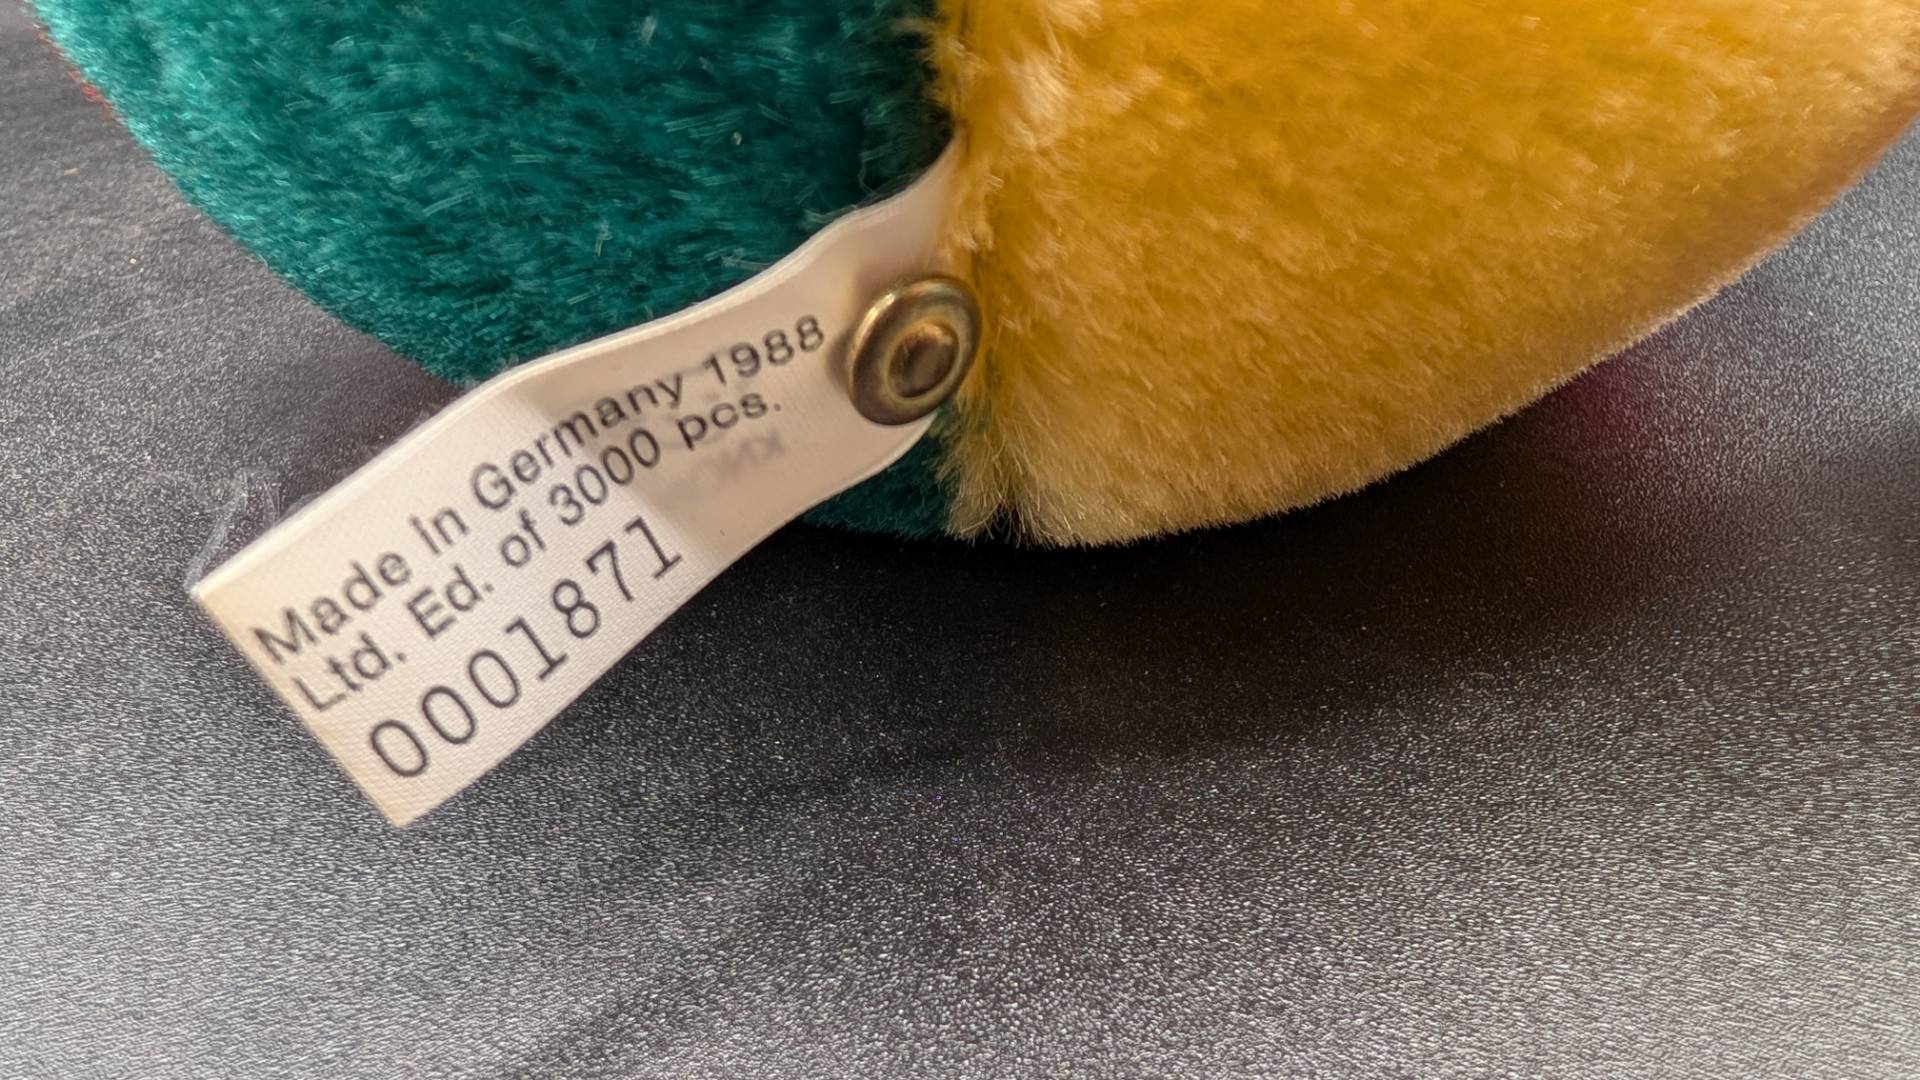 Made in Germany 1988
Ltd. Ed. of 3000 pcs.
0001871